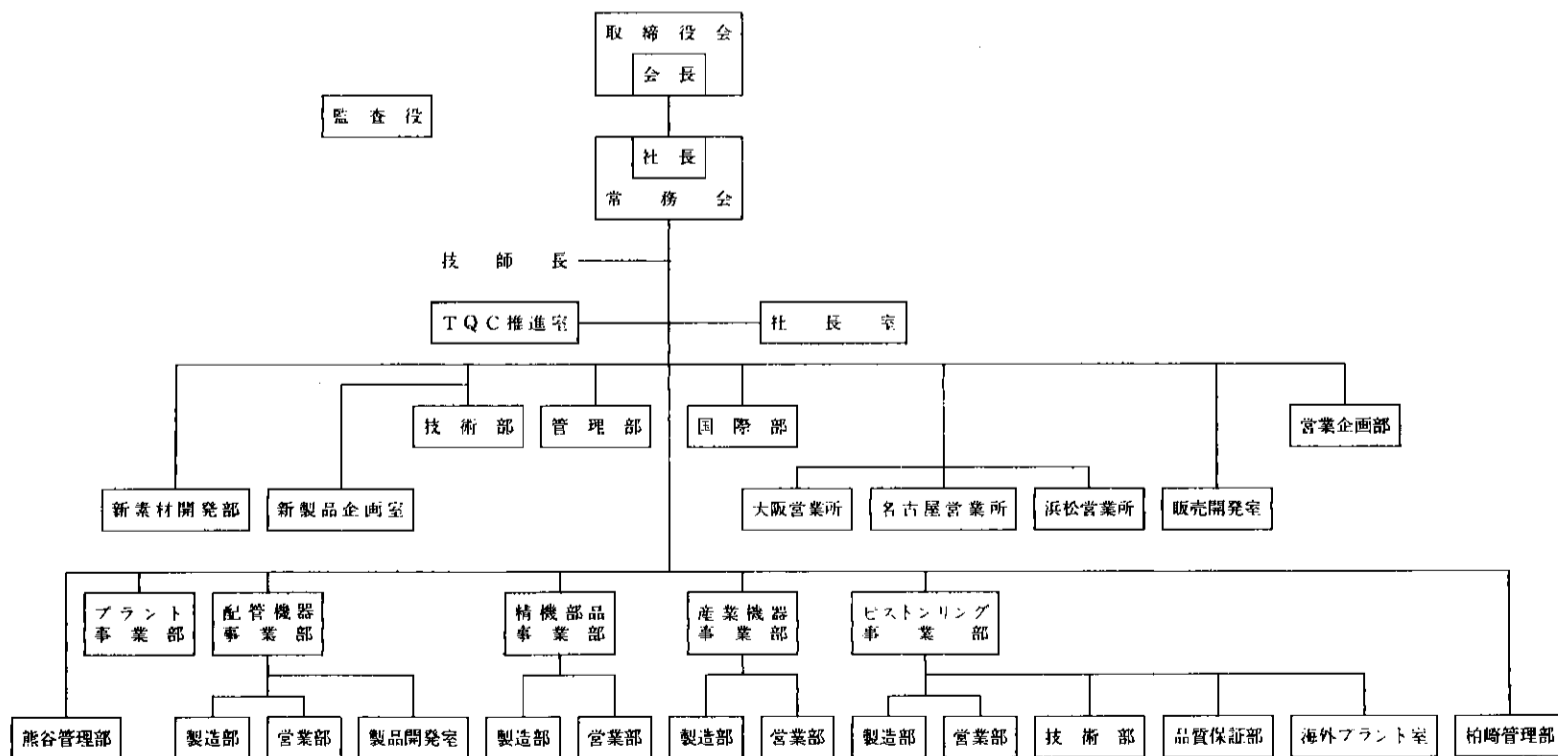 取締役会
会長
監査役
社長
常務会
技師長
TQC推進室
社長室
技術部
管理部
国際部
営業企画部
新素材開発部
新製品企画室
大阪営業所
名古屋営業所
浜松営業所
販売開発室
プラント
事業部
配管機器
事業部
精機部品
事業部
産業機器
事業部
ピストンリング
事業部
熊谷管理部
製造部
営業部
製品開発室
製造部
営業部
製造部
営業部
製造部
営業部
技術部
品質保証部
海外プラント室
柏崎管理部